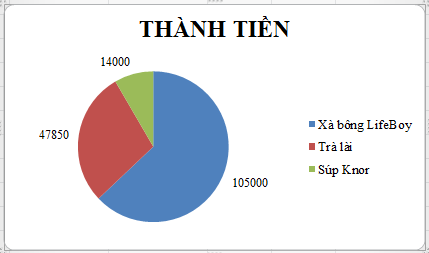 THÀNH TIỀN
14000
47850
105000
Xà bông LifeBoy
Trà lài
Súp Knor